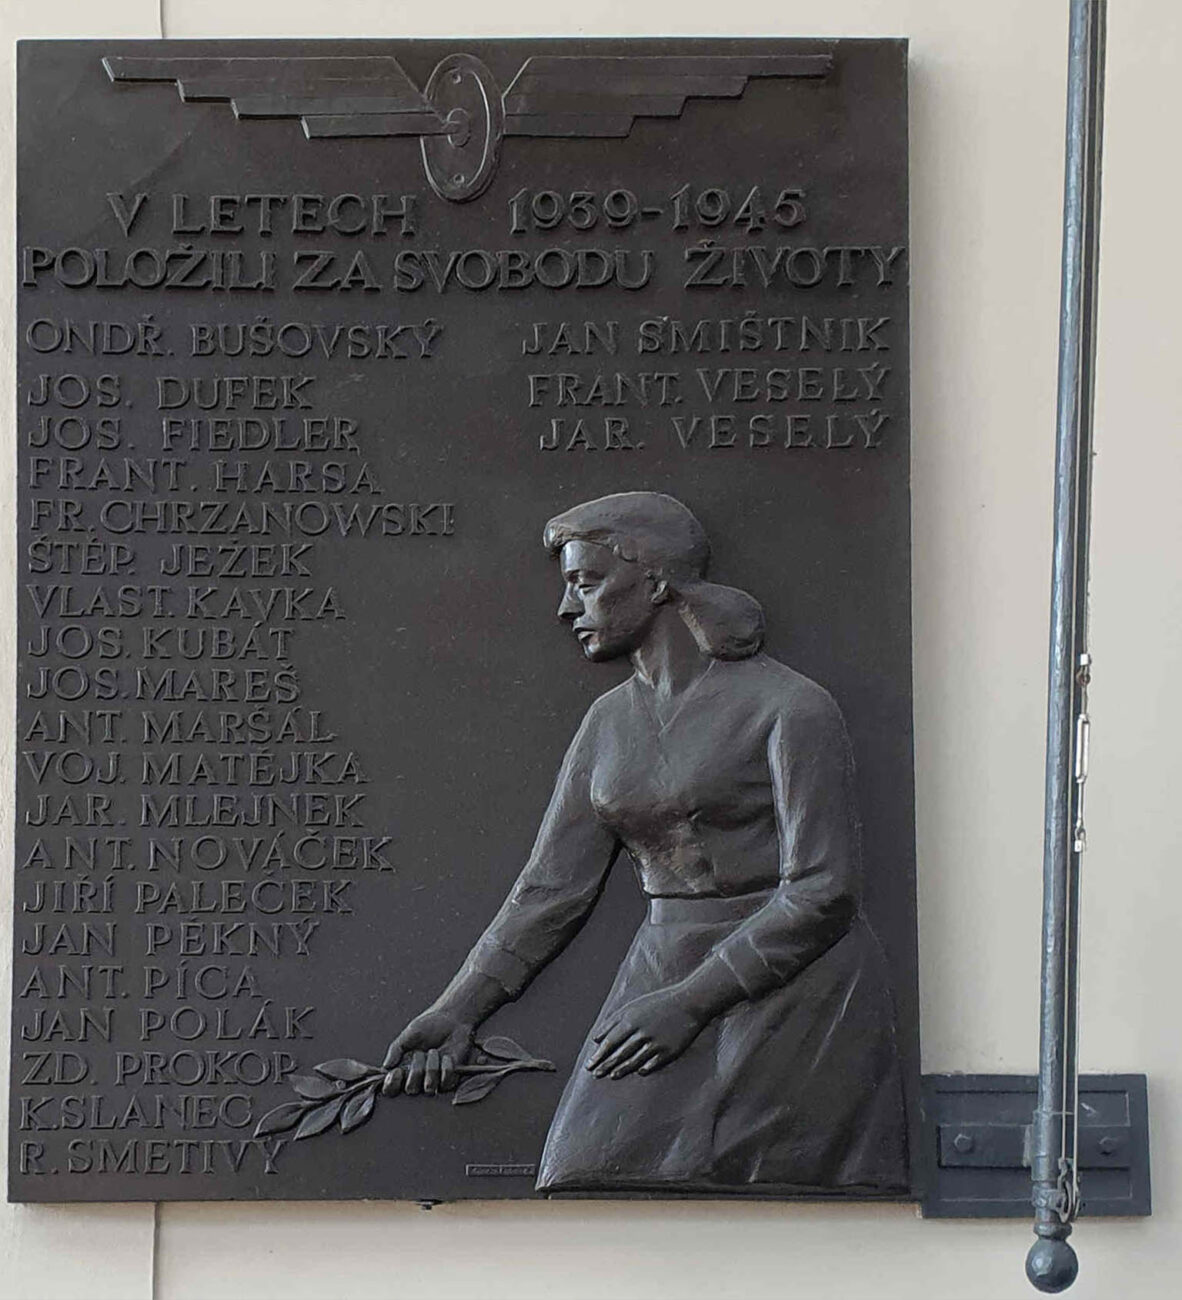 V LETECH 1939-1945
POLOŽILI ZA SVOBODU ŽIVOTY
ONDŘ. BUŠOVSKÝ
JOS. DUFEK
JOS. FIEDLER
FRANT. HARSA
FR. CHRZANOWSKI
ŠTĚP. JEŽEK
VLAST. KAVKA
JOS. KUBÁT
JOS. MAREŠ
ANT. MARŠÁL
VOJ. MATĚJKA
JAR. MLEJNEK
ANT. NOVÁČEK
JIŘÍ PALEČEK
JAN PĚKNÝ
ANT. PÍCA
JAN POLÁK
ZD. PROKOP
K. SLANEC
R. SMETIVÝ
JAN SMIŠTNIK
FRANT. VESELÝ
JAR. VESELÝ